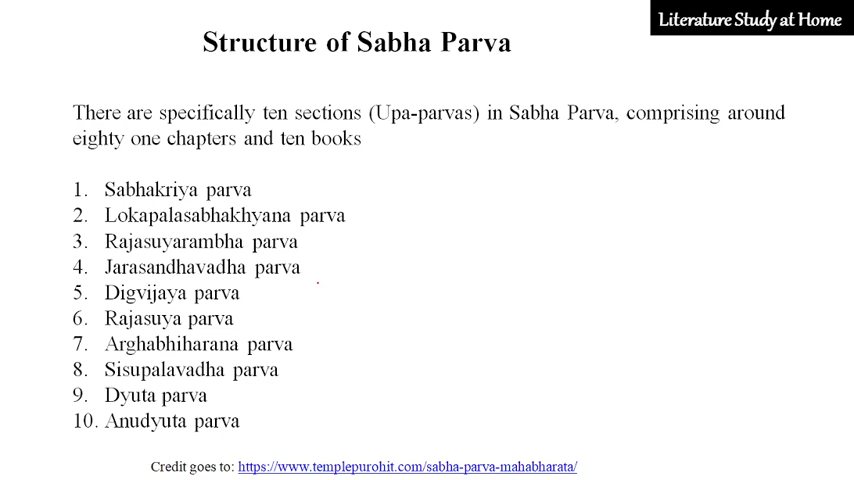 Literature Study at Home
Structure of Sabha Parva
There are specifically ten sections (Upa-parvas) in Sabha Parva, comprising around
eighty one chapters and ten books
1. Sabhakriya parva
2. Lokapalasabhakhyana parva
3. Rajasuyarambha parva
4. Jarasandhavadha parva
5. Digvijaya parva
6. Rajasuya parva
7. Arghabhiharana parva
8. Sisupalavadha parva
9. Dyuta parva
10. Anudyuta parva
Credit goes to: https://www.templepurohit.com/sabha-parva-mahabharata/